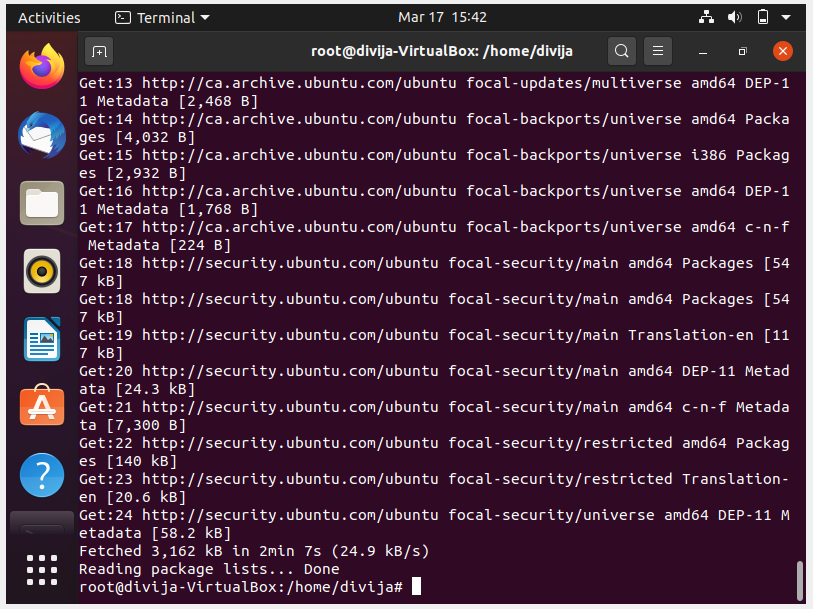 Activities
Terminal
Mar 17 15:42
root@divija-VirtualBox: /home/divija
Get:13 http://ca.archive.ubuntu.com/ubuntu focal-updates/multiverse amd64 DEP-1
1 Metadata [2,468 B]
Get:14 http://ca.archive.ubuntu.com/ubuntu focal-backports/universe amd64 Packa
ges [4,032 B]
Get:15 http://ca.archive.ubuntu.com/ubuntu focal-backports/universe i386 Packag
es [2,932 B]
Get:16 http://ca.archive.ubuntu.com/ubuntu focal-backports/universe amd64 DEP-1
1 Metadata [1,768 B]
Get:17 http://ca.archive.ubuntu.com/ubuntu focal-backports/universe amd64 c-n-f
 Metadata [224 B]
Get:18 http://security.ubuntu.com/ubuntu focal-security/main amd64 Packages [54
7 kB]
Get:18 http://security.ubuntu.com/ubuntu focal-security/main amd64 Packages [54
7 kB]
Get:19 http://security.ubuntu.com/ubuntu focal-security/main Translation-en [11
7 kB]
Get:20 http://security.ubuntu.com/ubuntu focal-security/main amd64 DEP-11 Metad
ata [24.3 kB]
Get:21 http://security.ubuntu.com/ubuntu focal-security/main amd64 c-n-f Metada
ta [7,300 B]
Get:22 http://security.ubuntu.com/ubuntu focal-security/restricted amd64 Packag
es [140 kB]
Get:23 http://security.ubuntu.com/ubuntu focal-security/restricted Translation-
en [20.6 kB]
Get:24 http://security.ubuntu.com/ubuntu focal-security/universe amd64 DEP-11 M
etadata [58.2 kB]
Fetched 3,162 kB in 2min 7s (24.9 kB/s)
Reading package lists... Done
root@divija-VirtualBox:/home/divija#